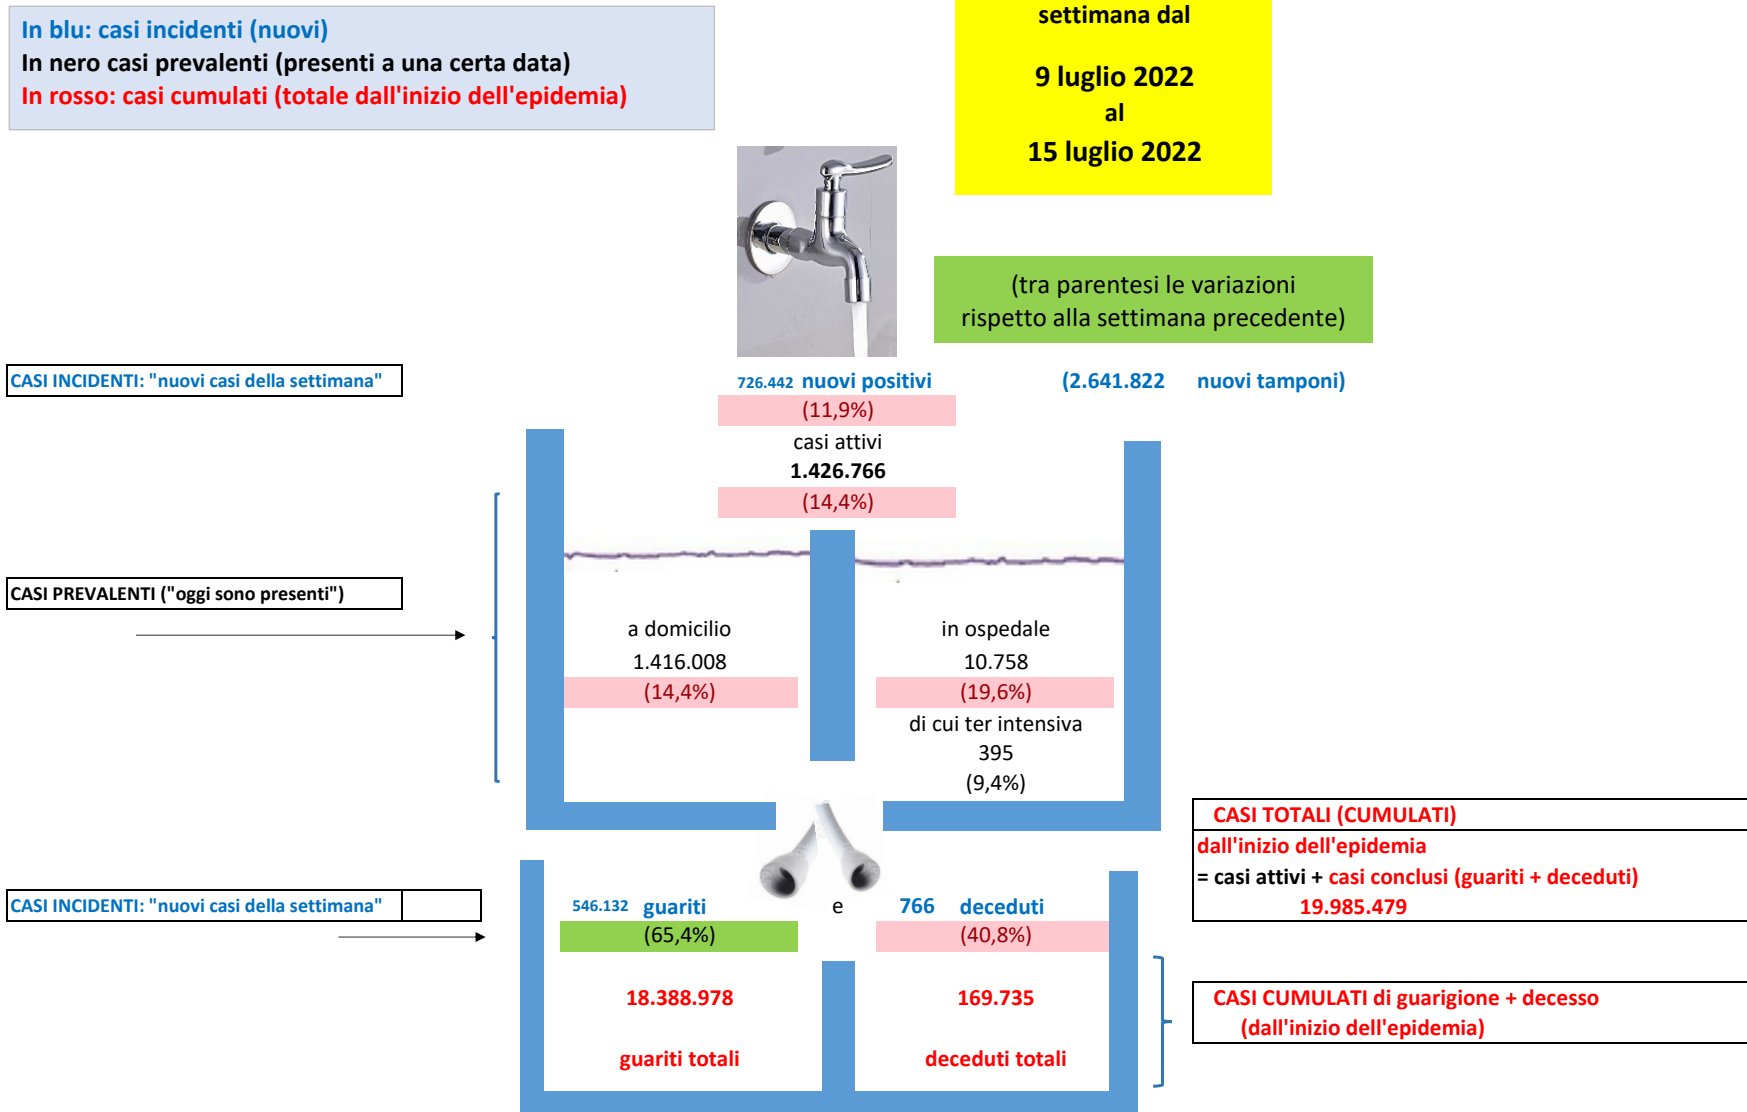 In blu: casi incidenti (nuovi)
In nero casi prevalenti (presenti a una certa data)
In rosso: casi cumulati (totale dall'inizio dell'epidemia)
settimana dal
9 luglio 2022
al
15 luglio 2022
(tra parentesi le variazioni
rispetto alla settimana precedente)
CASI INCIDENTI: "nuovi casi della settimana"
726.442 nuovi positivi
(2.641.822 nuovi tamponi)
(11,9%)
casi attivi
1.426.766
(14,4%)
CASI PREVALENTI ("oggi sono presenti")
a domicilio
1.416.008
(14,4%)
in ospedale
10.758
(19,6%)
di cui ter intensiva
395
(9,4%)
CASI TOTALI (CUMULATI)
dall'inizio dell'epidemia
= casi attivi + casi conclusi (guariti + deceduti)
19.985.479
CASI INCIDENTI: "nuovi casi della settimana"
546.132 guariti
e
766 deceduti
(65,4%)
(40,8%)
18.388.978
169.735
guariti totali
deceduti totali
CASI CUMULATI di guarigione + decesso
(dall'inizio dell'epidemia)